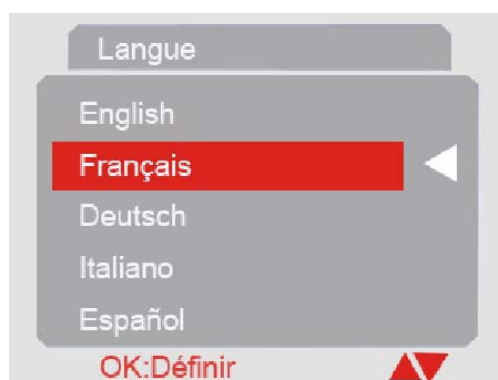 Langue
English
Français
Deutsch
Italiano
Español
OK:Définir